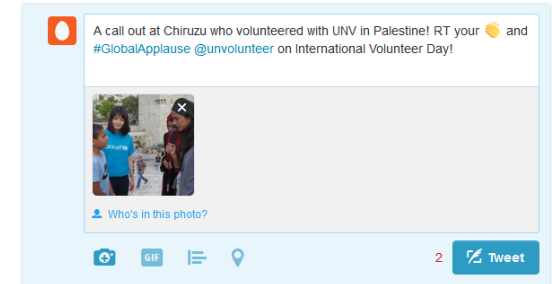 A call out at Chiruzu who volunteered with UNV in Palestine! RT your 👏 and
#GlobalApplause @unvolunteer on International Volunteer Day!
unicef
Who's in this photo?
GIF
2 Tweet